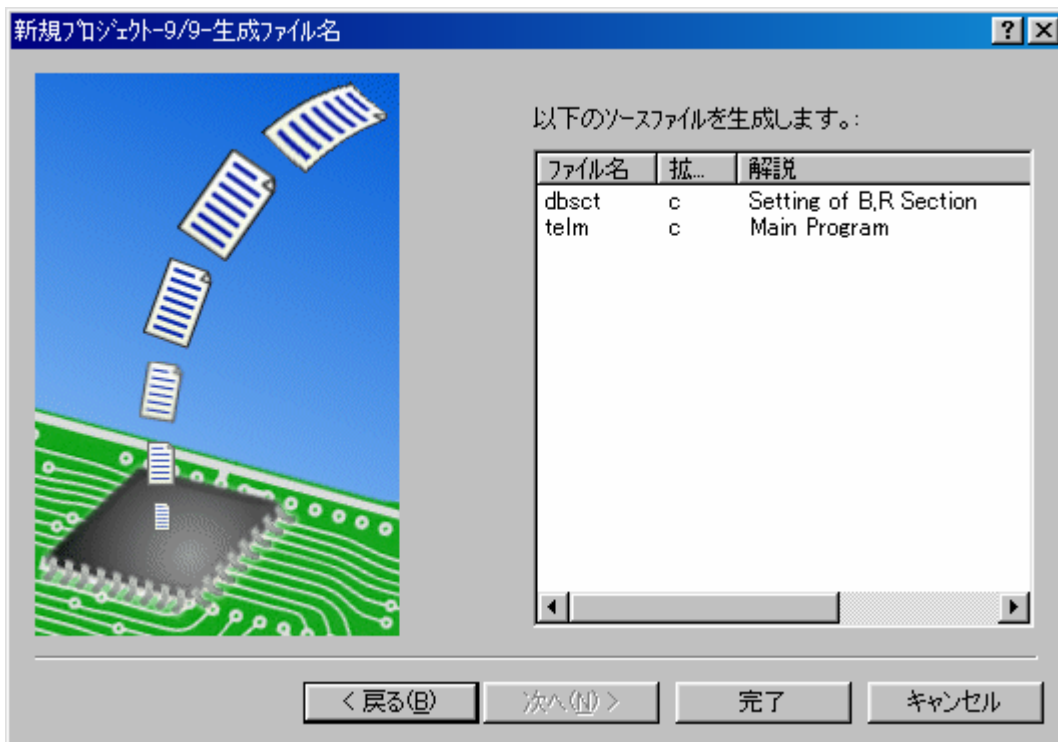 新規ﾌﾟﾛｼﾞｪｸﾄ-9/9-生成ﾌｧｲﾙ名
以下のｿｰｽﾌｧｲﾙを生成します。:
ﾌｧｲﾙ名 拡... 解説
dbsct c Setting of B,R Section
telm c Main Program
< 戻る(B) 次へ(N) > 完了 ｷｬﾝｾﾙ